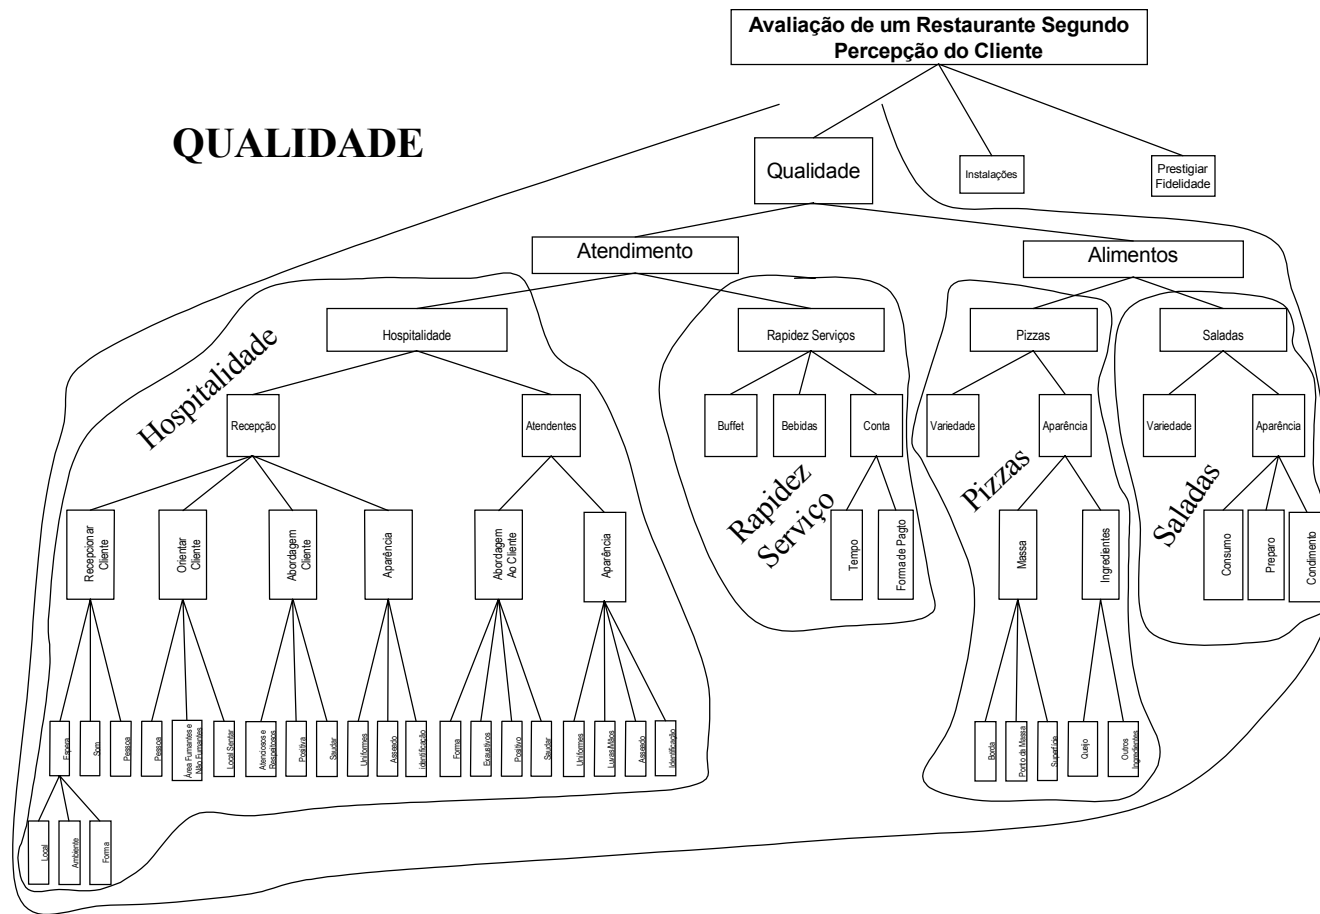 Avaliação de um Restaurante Segundo
Percepção do Cliente
QUALIDADE
Qualidade
Instalações
Prestigiar
Fidelidade
Atendimento
Alimentos
Hospitalidade
Rapidez Serviços
Pizzas
Saladas
Hospitalidade
Recepção
Atendentes
Buffet
Bebidas
Conta
Variedade
Aparência
Variedade
Aparência
Rapidez
Serviço
Pizzas
Saladas
Recepcionar
Cliente
Orientar
Cliente
Abordagem
Cliente
Aparência
Abordagem
Ao Cliente
Aparência
Tempo
Forma de Pagto
Massa
Ingredientes
Consumo
Preparo
Condimento
Espera
Som
Pessoa
Pessoa
Área Fumantes e
Não Fumantes
Local Sentar
Atenciosos e
Respeitosos
Positiva
Saudar
Uniformes
Asseado
Identificação
Forma
Exaustivos
Positivo
Saudar
Uniformes
Luvas/Mãos
Asseado
Identificação
Borda
Ponto da Massa
Superfície
Queijo
Outros
Ingredientes
Local
Ambiente
Forma